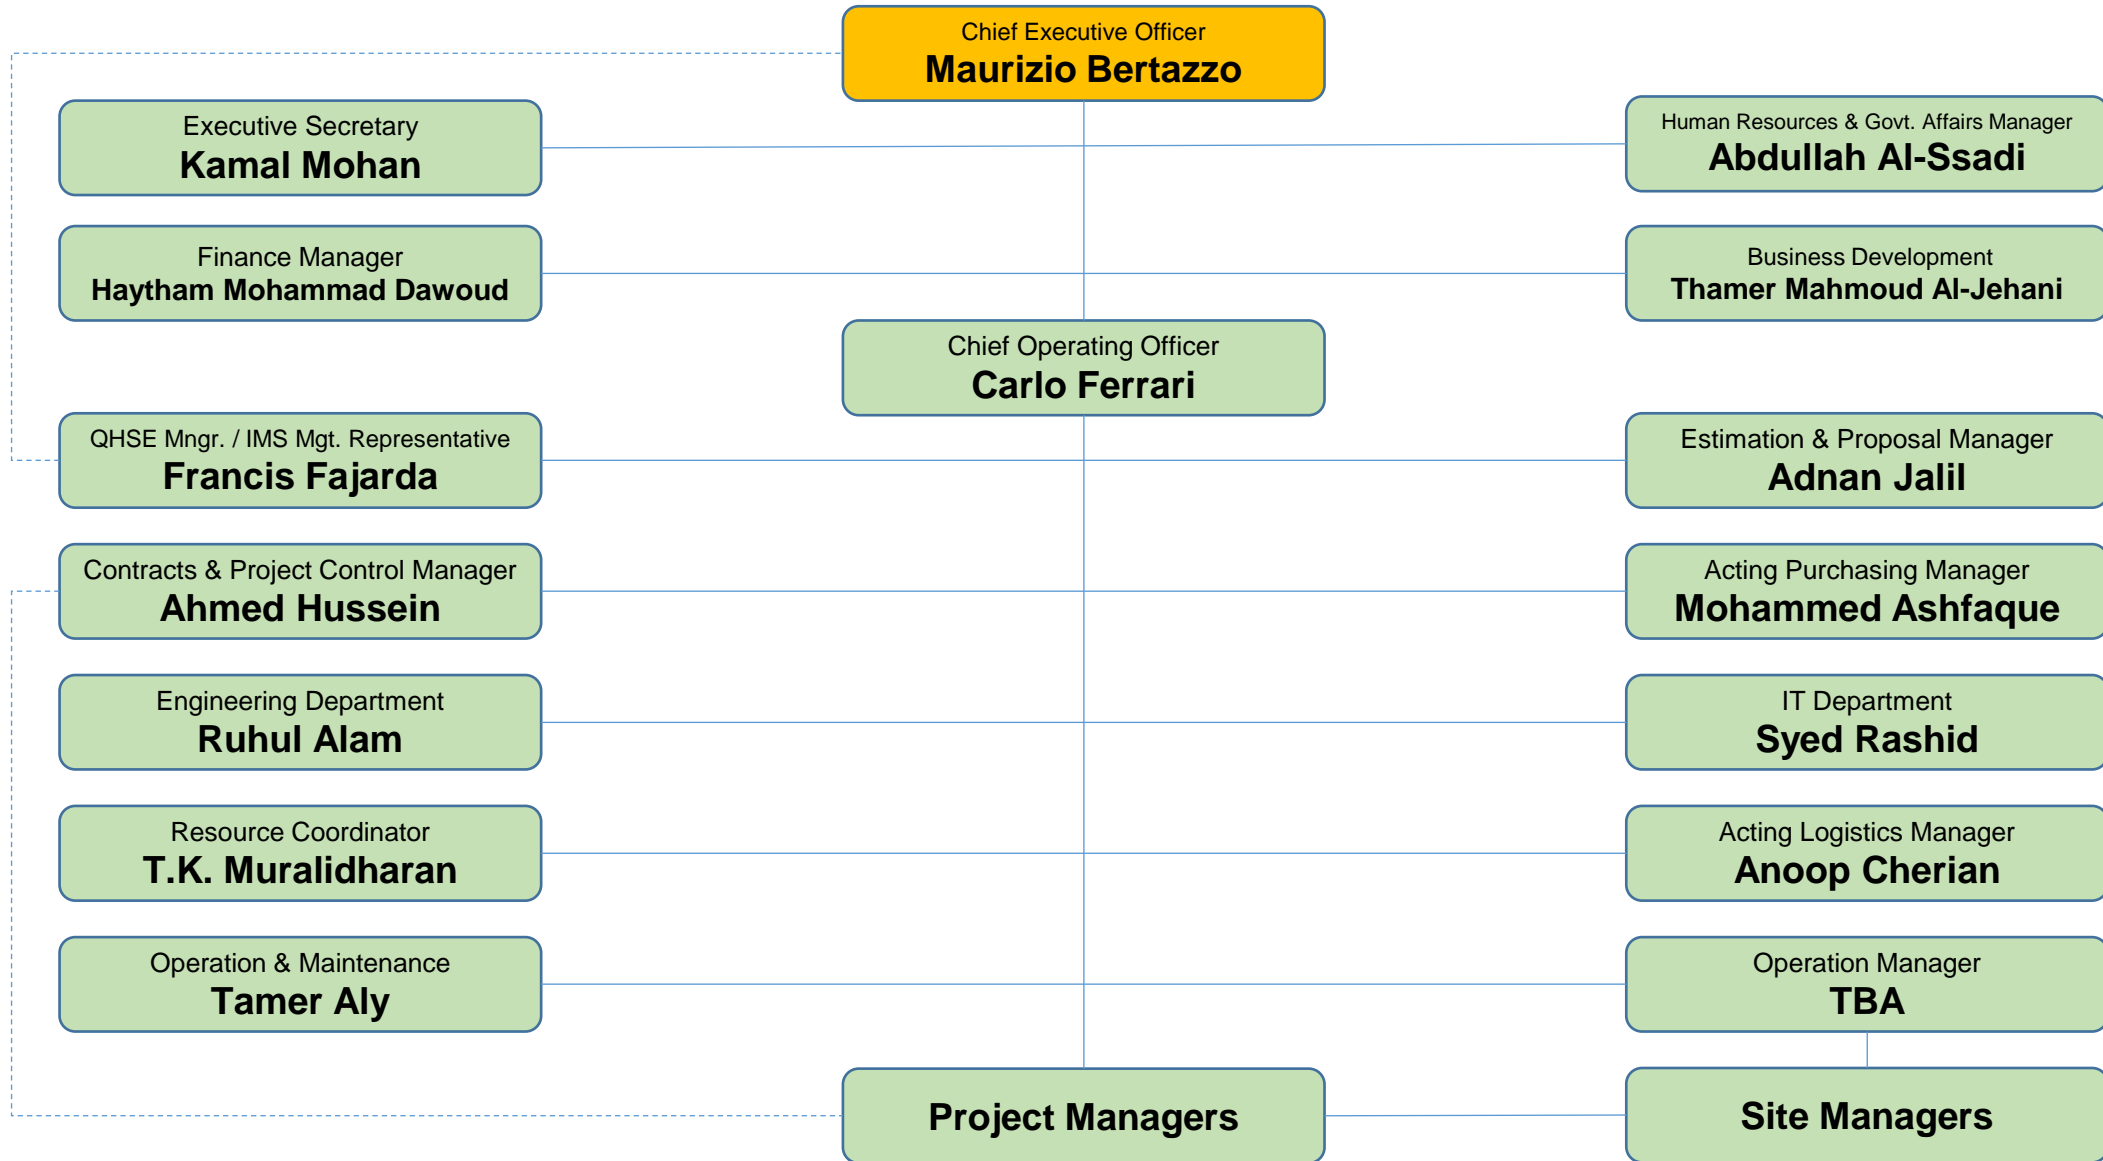 Chief Executive Officer
Maurizio Bertazzo
Executive Secretary
Kamal Mohan
Human Resources & Govt. Affairs Manager
Abdullah Al-Ssadi
Finance Manager
Haytham Mohammad Dawoud
Business Development
Thamer Mahmoud Al-Jehani
Chief Operating Officer
Carlo Ferrari
QHSE Mngr. / IMS Mgt. Representative
Francis Fajarda
Estimation & Proposal Manager
Adnan Jalil
Contracts & Project Control Manager
Ahmed Hussein
Acting Purchasing Manager
Mohammed Ashfaque
Engineering Department
Ruhul Alam
IT Department
Syed Rashid
Resource Coordinator
T.K. Muralidharan
Acting Logistics Manager
Anoop Cherian
Operation & Maintenance
Tamer Aly
Operation Manager
TBA
Project Managers
Site Managers